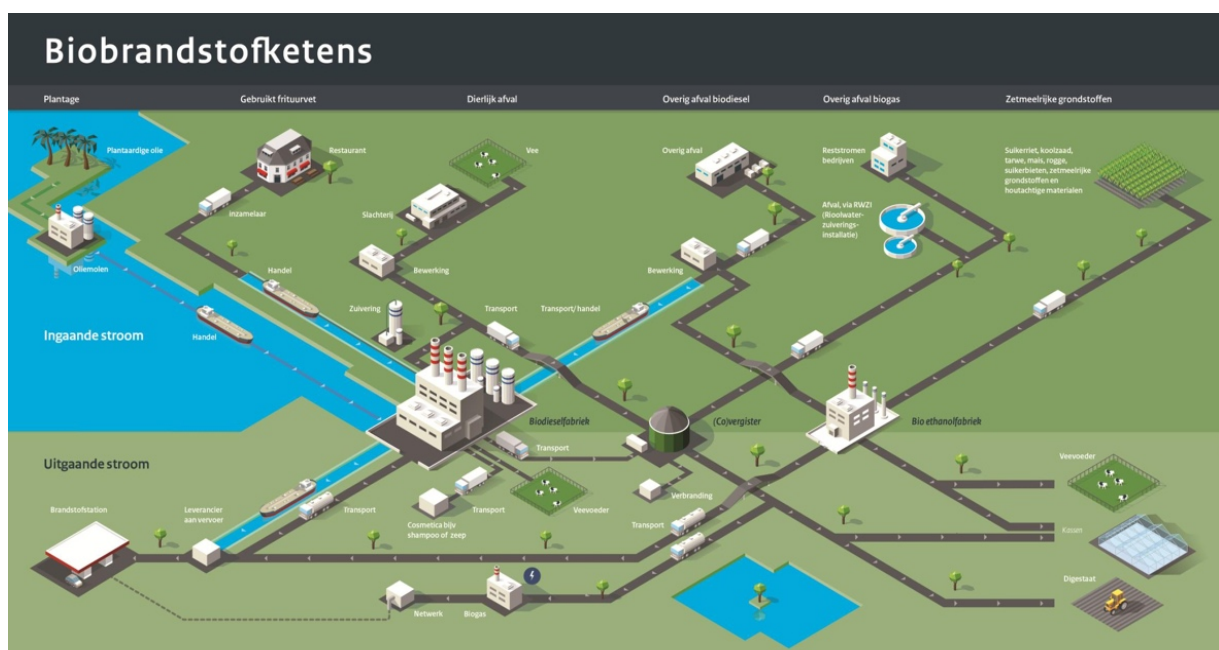 Biobrandstofketens
Plantage
Gebruikt frituurvet
Dierlijk afval
Overig afval biodiesel
Overig afval biogas
Zetmeelrijke grondstoffen
Plantaardige olie
Restaurant
Vee
Overig afval
Reststromen
bedrijven
Suikerriet, koolzaad,
tarwe, mais, rogge,
suikerbieten, zetmeelrijke
grondstoffen en
houtachtige materialen
inzamelaar
Slachterij
Afval, via RWZI
(Rioolwater-
zuiverings-
installatie)
Oliemolen
Handel
Bewerking
Bewerking
Zuivering
Transport
Transport/handel
Ingaande stroom
Handel
Biodieselfabriek
(Co)vergister
Bio ethanolfabriek
Uitgaande stroom
Transport
Veevoeder
Brandstofstation
Leverancier
aan vervoer
Transport
Cosmetica bijv
shampoo of zeep
Transport
Veevoeder
Verbranding
Transport
Kassen
Digestaat
Netwerk
Biogas